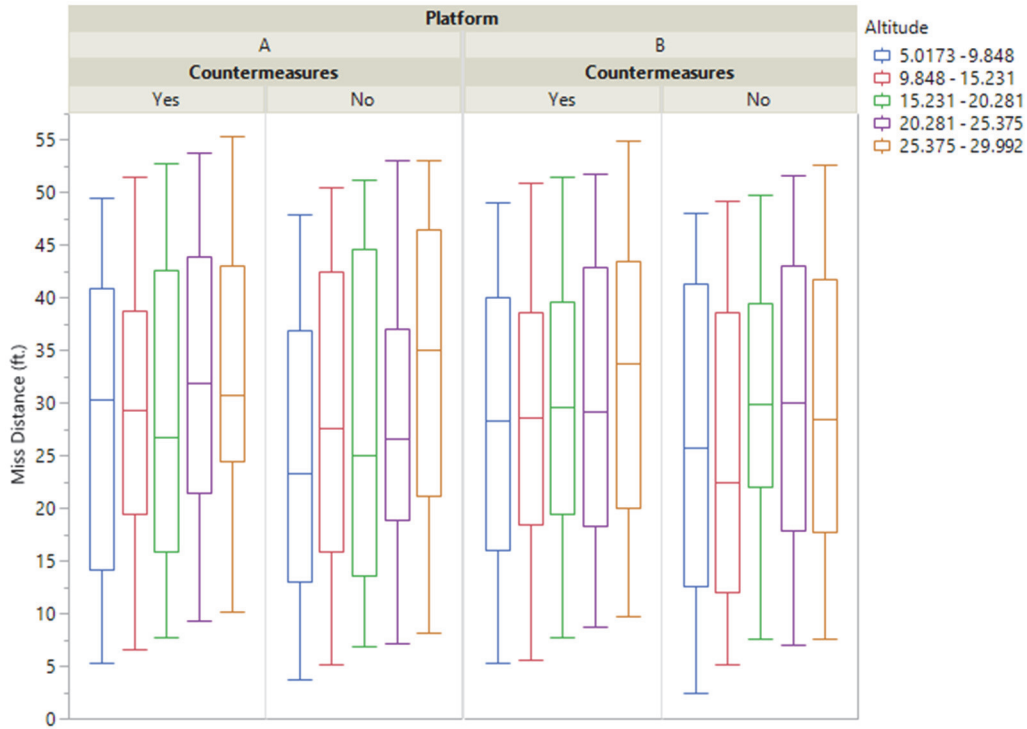 Platform
A B
Countermeasures Countermeasures
Yes No Yes No
Altitude
5.0173 - 9.848
9.848 - 15.231
15.231 - 20.281
20.281 - 25.375
25.375 - 29.992
Miss Distance (ft.)
55
50
45
40
35
30
25
20
15
10
5
0